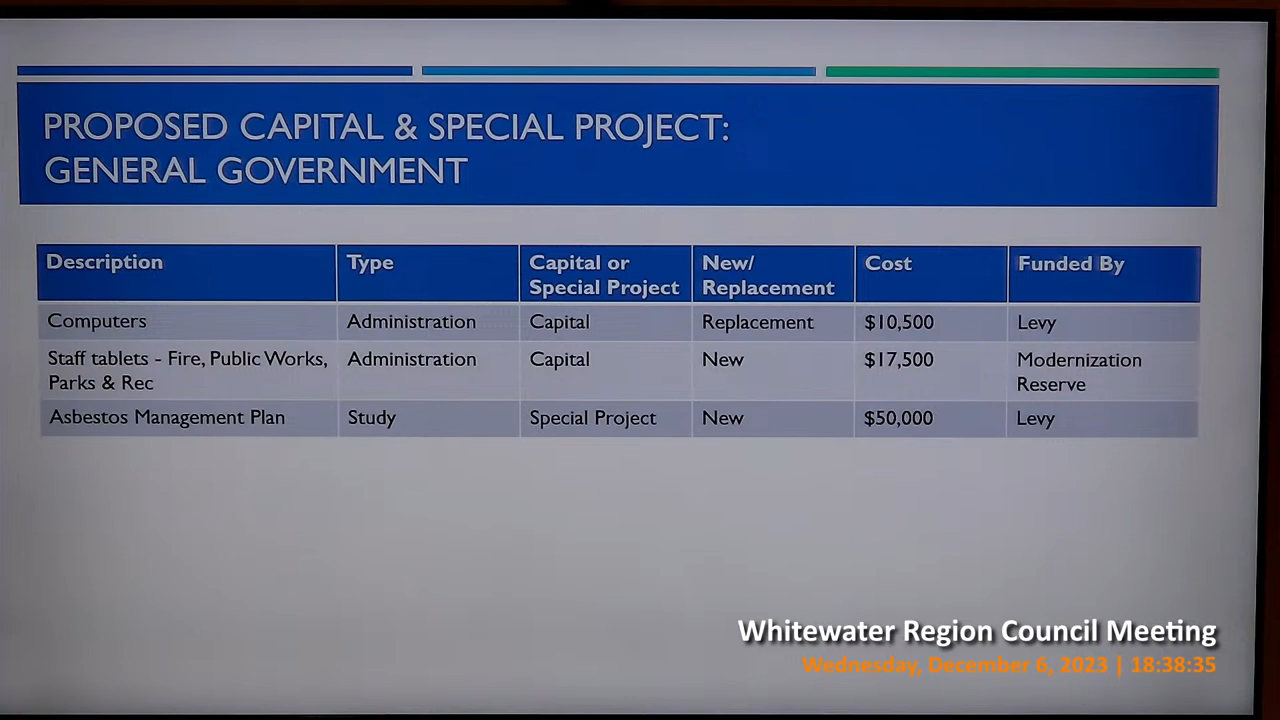 PROPOSED CAPITAL & SPECIAL PROJECT:
GENERAL GOVERNMENT
Description Type Capital or Special Project New/ Replacement Cost Funded By
Computers Administration Capital Replacement $10,500 Levy
Staff tablets - Fire, Public Works, Parks & Rec Administration Capital New $17,500 Modernization Reserve
Asbestos Management Plan Study Special Project New $50,000 Levy
Whitewater Region Council Meeting
Wednesday, December 6, 2023 | 18:38:35